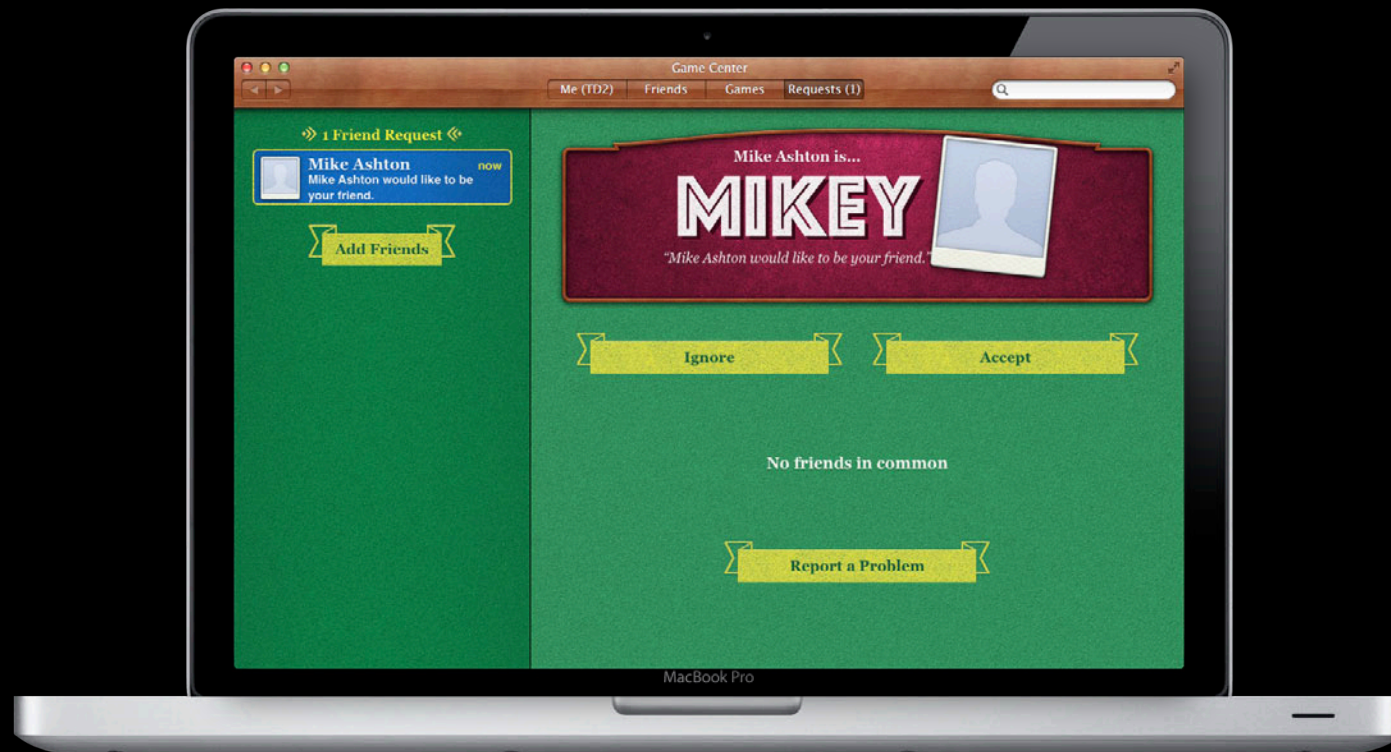 Game Center
Me (TD2) Friends Games Requests (1)
1 Friend Request
Mike Ashton now
Mike Ashton would like to be
your friend.
Add Friends
Mike Ashton is...
MIKEY
“Mike Ashton would like to be your friend.”
Ignore Accept
No friends in common
Report a Problem
MacBook Pro